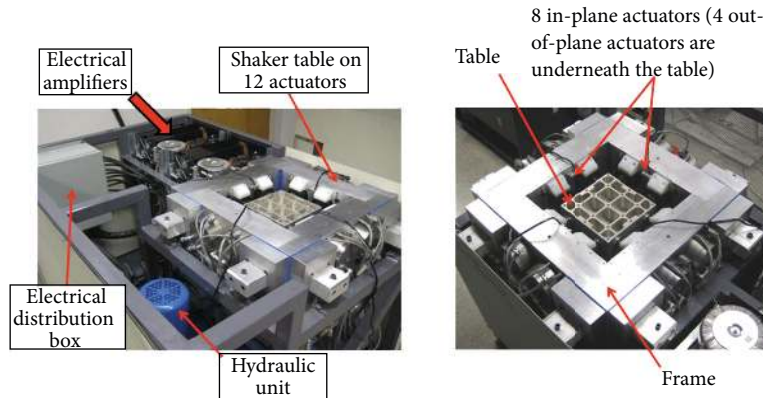 Electrical
amplifiers
Shaker table on
12 actuators
Electrical
distribution
box
Hydraulic
unit
8 in-plane actuators (4 out-
of-plane actuators are
underneath the table)
Table
Frame